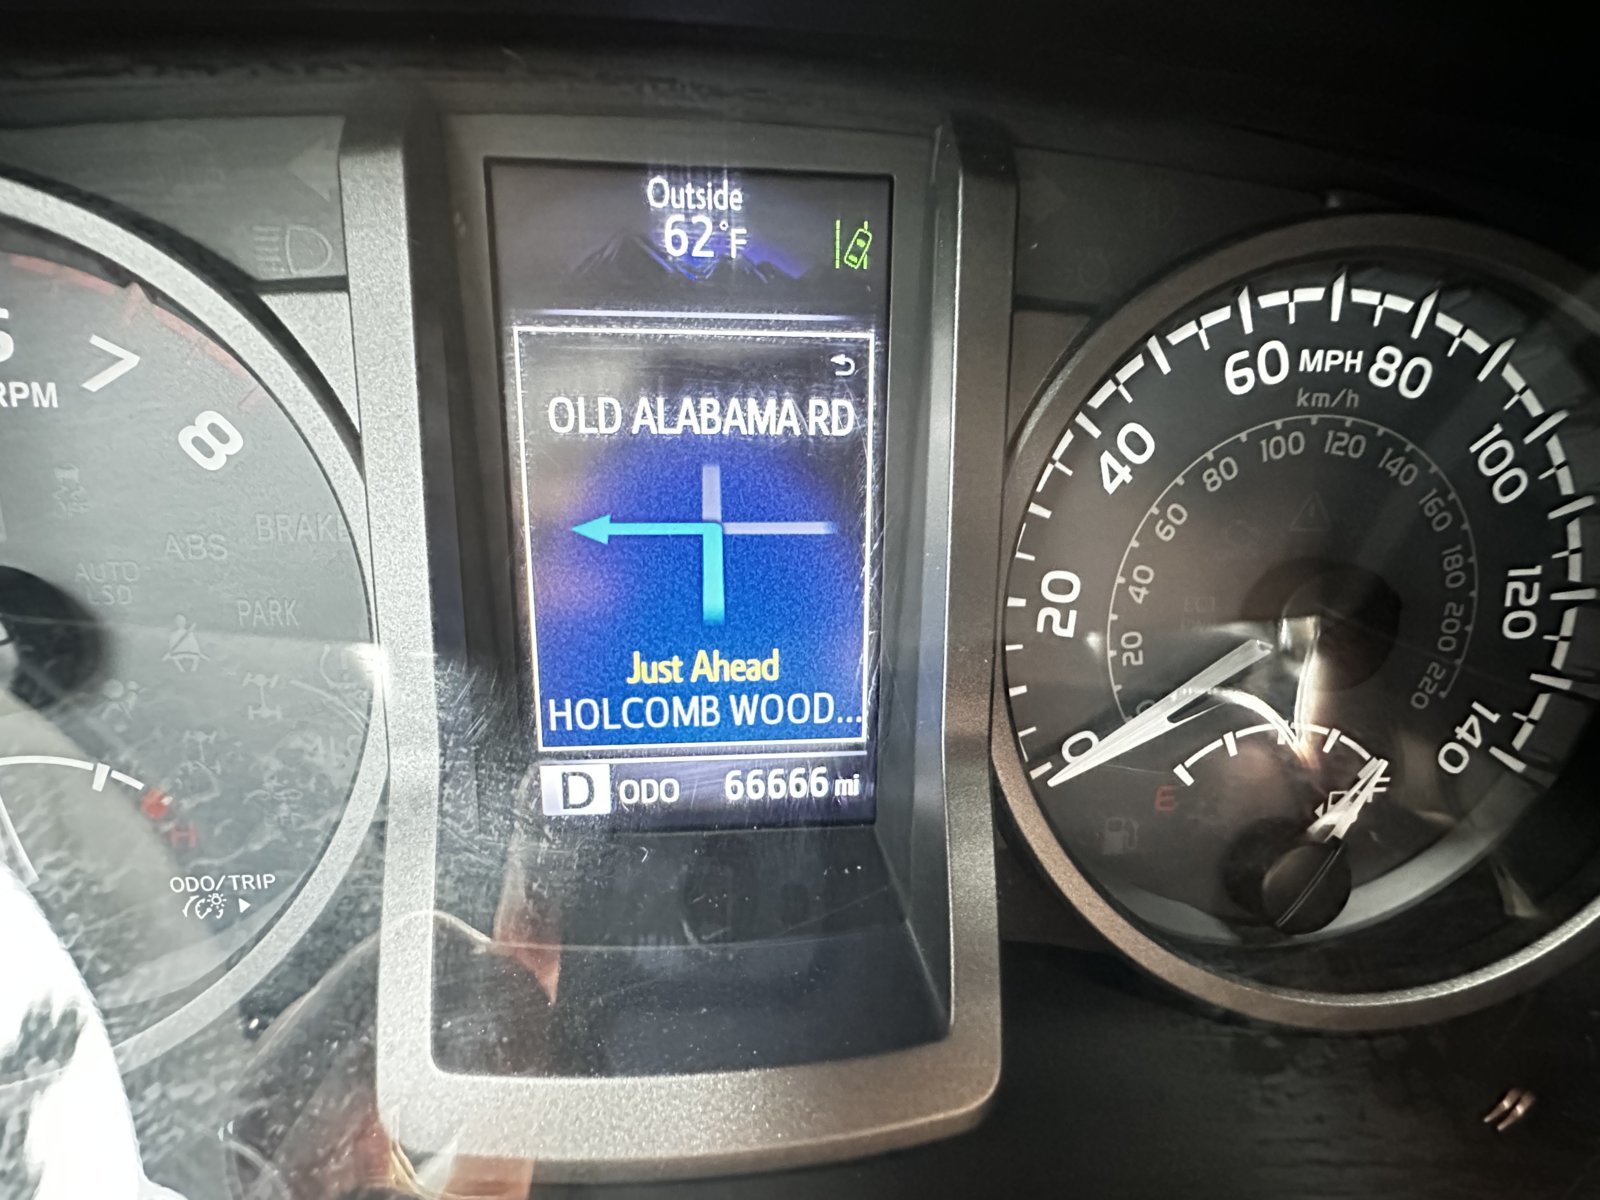 Outside
62°F
OLD ALABAMA RD
Just Ahead
HOLCOMB WOOD...
D ODO 66666 mi
7
8
RPM
ABS
BRAKE
AUTO
LSD
PARK
H
ODO/TRIP
0
20
40
60 MPH 80
100
120
140
km/h
20
40
60
80
100
120
140
160
180
200
220
E
F